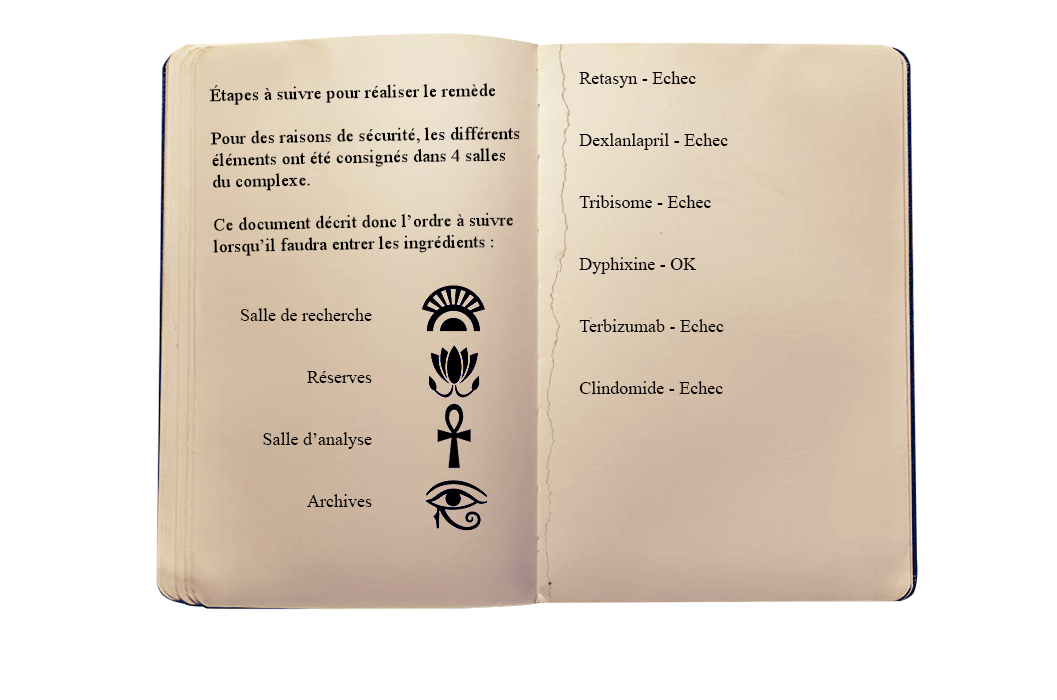 Étapes à suivre pour réaliser le remède
Pour des raisons de sécurité, les différents
éléments ont été consignés dans 4 salles
du complexe.
Ce document décrit donc l’ordre à suivre
lorsqu’il faudra entrer les ingrédients :
Salle de recherche
Réserves
Salle d’analyse
Archives
Retasyn - Echec
Dexlanlapril - Echec
Tribisome - Echec
Dyphixine - OK
Terbizumab - Echec
Clindomide - Echec